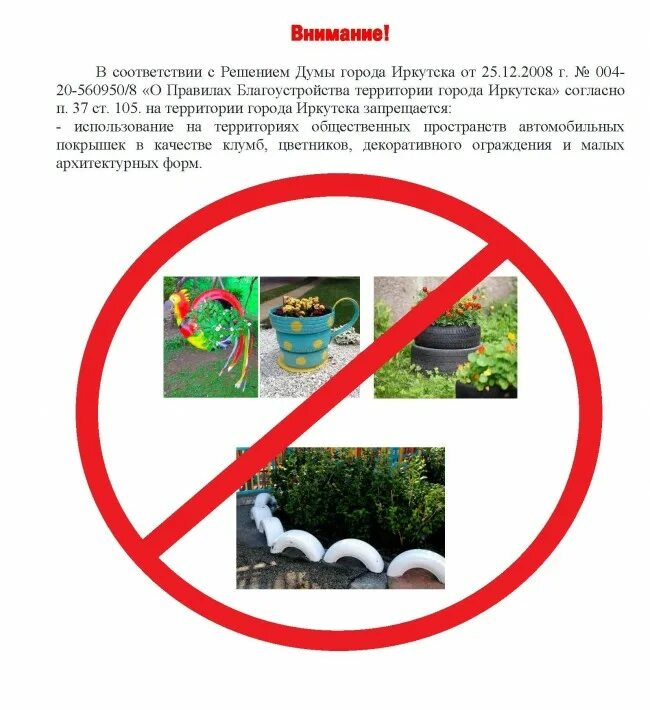 Внимание!
В соответствии с Решением Думы города Иркутска от 25.12.2008 г. № 004-
20-560950/8 «О Правилах Благоустройства территории города Иркутска» согласно
п. 37 ст. 105. на территории города Иркутска запрещается:
- использование на территориях общественных пространств автомобильных
покрышек в качестве клумб, цветников, декоративного ограждения и малых
архитектурных форм.